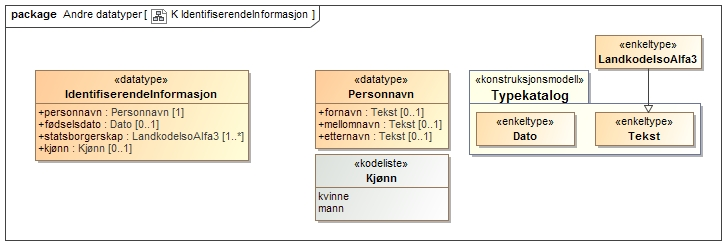 package Andre datatyper [ K IdentifiserendeInformasjon ]
«datatype»
IdentifiserendeInformasjon
+personnavn : Personnavn [1]
+fødselsdato : Dato [0..1]
+statsborgerskap : LandkodeIsoAlfa3 [1..*]
+kjønn : Kjønn [0..1]
«datatype»
Personnavn
+fornavn : Tekst [0..1]
+mellomnavn : Tekst [0..1]
+etternavn : Tekst [0..1]
«kodeliste»
Kjønn
kvinne
mann
«enkeltype»
LandkodeIsoAlfa3
«konstruksjonsmodell»
Typekatalog
«enkeltype»
Dato
«enkeltype»
Tekst